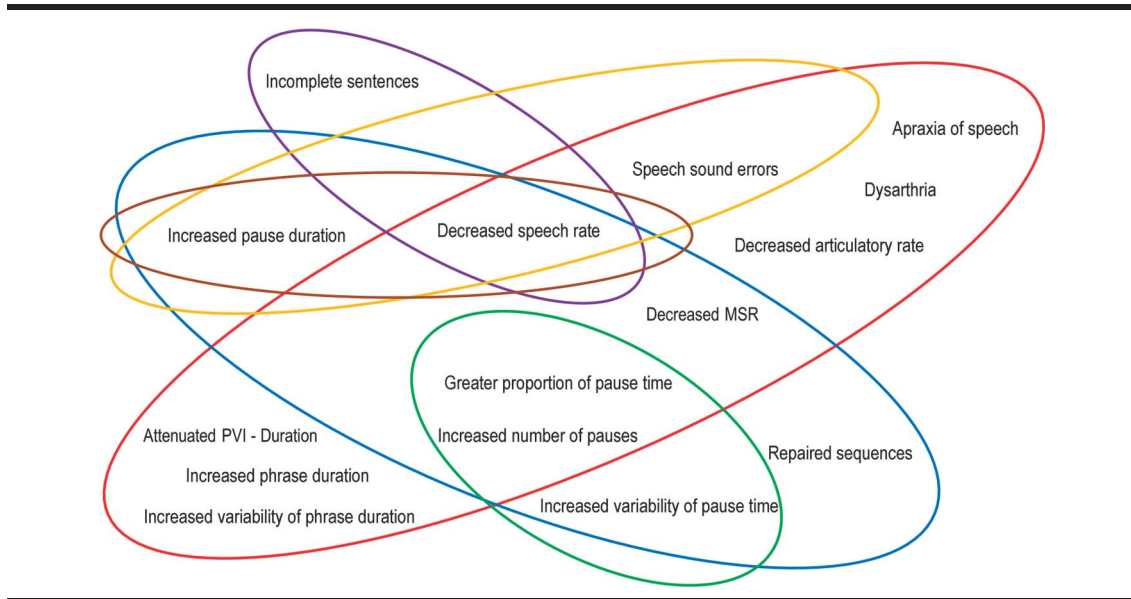 Incomplete sentences
Apraxia of speech
Speech sound errors
Dysarthria
Increased pause duration
Decreased speech rate
Decreased articulatory rate
Decreased MSR
Greater proportion of pause time
Attenuated PVI - Duration
Increased number of pauses
Repaired sequences
Increased phrase duration
Increased variability of pause time
Increased variability of phrase duration